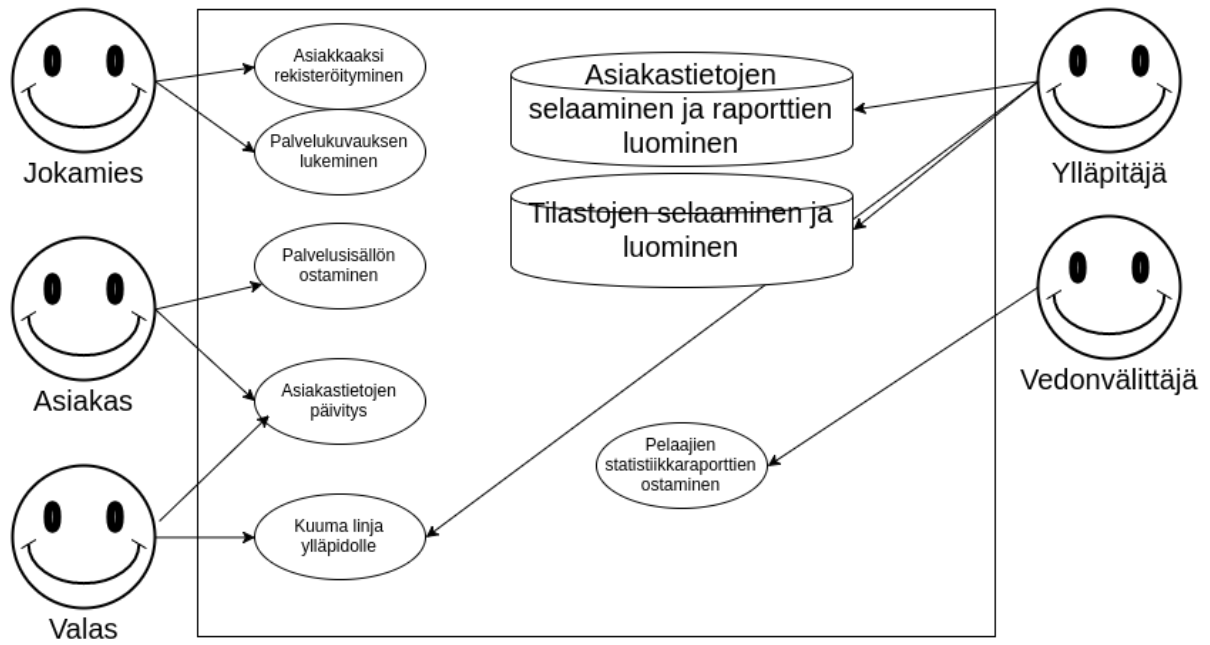 Jokamies
Asiakas
Valas
Asiakkaaksi
rekisteröityminen
Palvelukuvauksen
lukeminen
Palvelusisällön
ostaminen
Asiakastietojen
päivitys
Kuuma linja
ylläpidolle
Asiakastietojen
selaaminen ja raporttien
luominen
Tilastojen selaaminen ja
luominen
Pelaajien
statistiikkaraporttien
ostaminen
Ylläpitäjä
Vedonvälittäjä